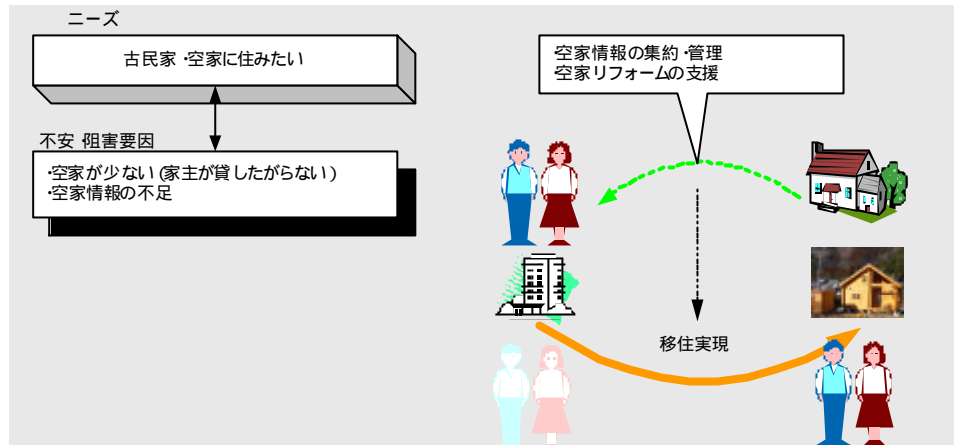 ニーズ
古民家・空家に住みたい
不安・阻害要因
・空家が少ない(家主が貸したがらない)
・空家情報の不足
・空家情報の集約・管理
・空家リフォームの支援
移住実現